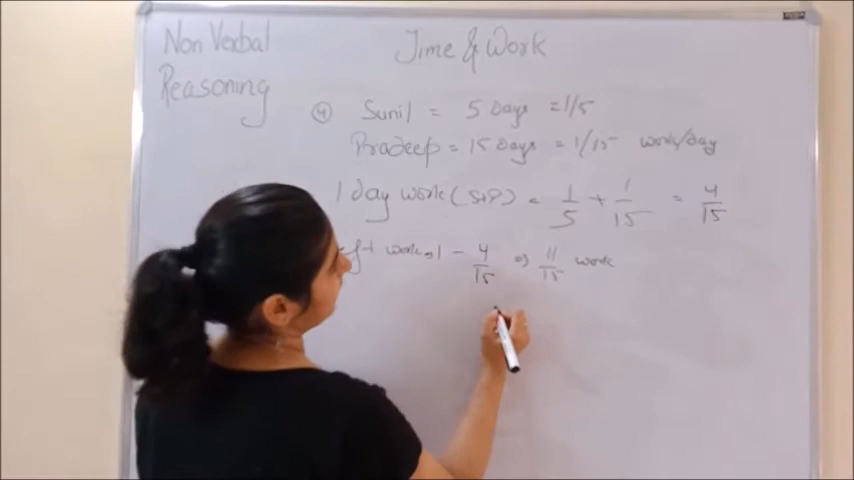 Non Verbal
Reasoning
Time & Work
④ Sunil = 5 Days = 1/5
Pradeep = 15 Days = 1/15 work/day
1 day work (S+P) = 1/5 + 1/15 = 4/15
work = 1 - 4/15 ⇒ 11/15 work